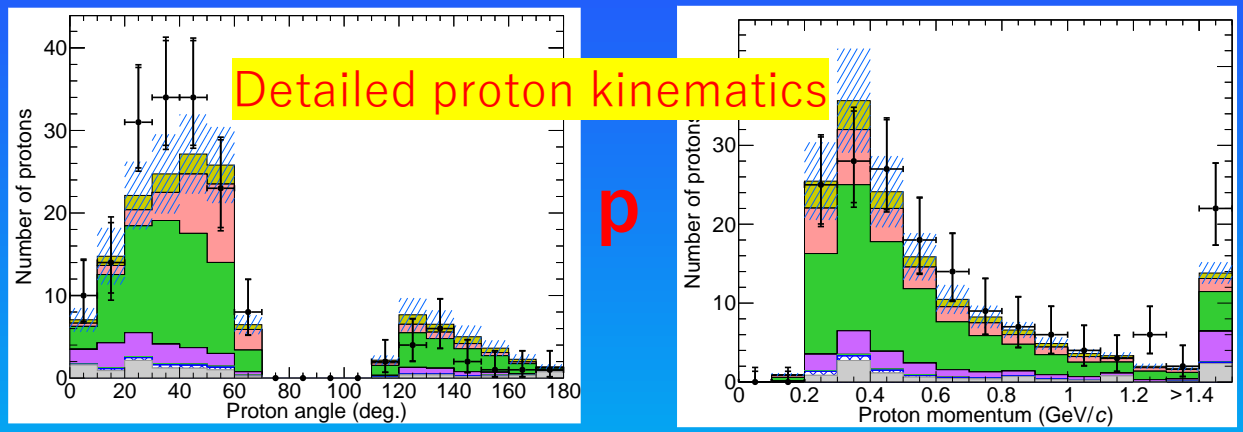 Detailed proton kinematics
Number of protons
40
30
20
10
0
0 20 40 60 80 100 120 140 160 180
Proton angle (deg.)
p
Number of protons
30
20
10
0
0 0.2 0.4 0.6 0.8 1 1.2 >1.4
Proton momentum (GeV/c)